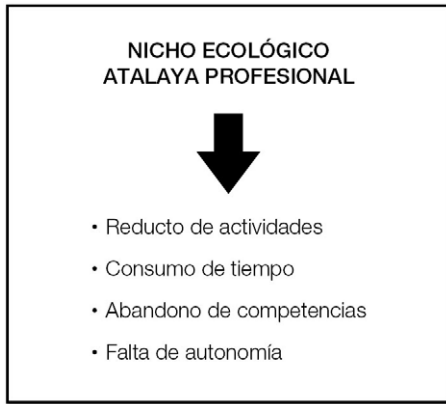 NICHO ECOLÓGICO
ATALAYA PROFESIONAL
• Reducto de actividades
• Consumo de tiempo
• Abandono de competencias
• Falta de autonomía